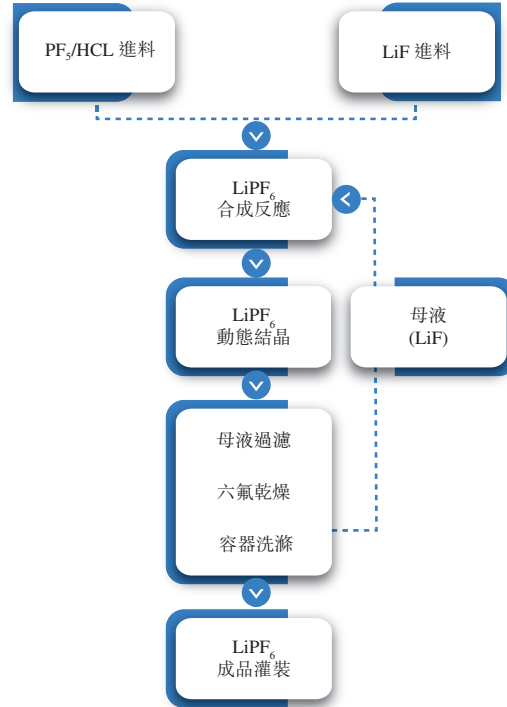 PF₅/HCL 進料
LiF 進料
LiPF₆
合成反應
LiPF₆
動態結晶
母液
(LiF)
母液過濾
六氟乾燥
容器洗滌
LiPF₆
成品灌裝